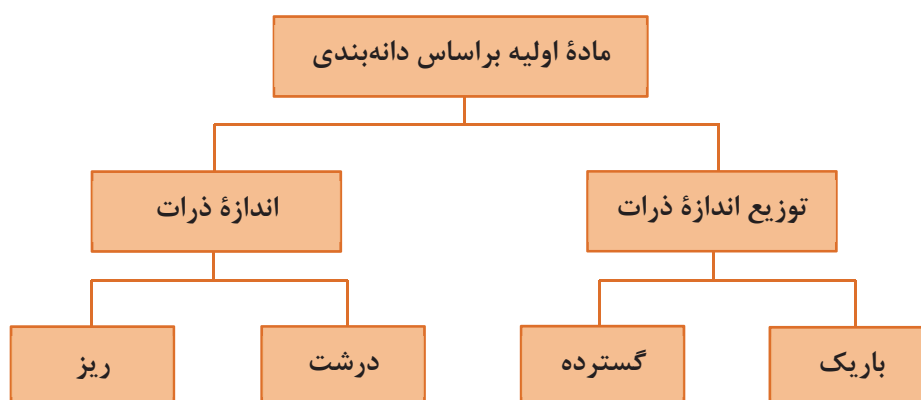 مادهٔ اولیه براساس دانه‌بندی
توزیع اندازهٔ ذرات
اندازهٔ ذرات
باریک
گسترده
درشت
ریز